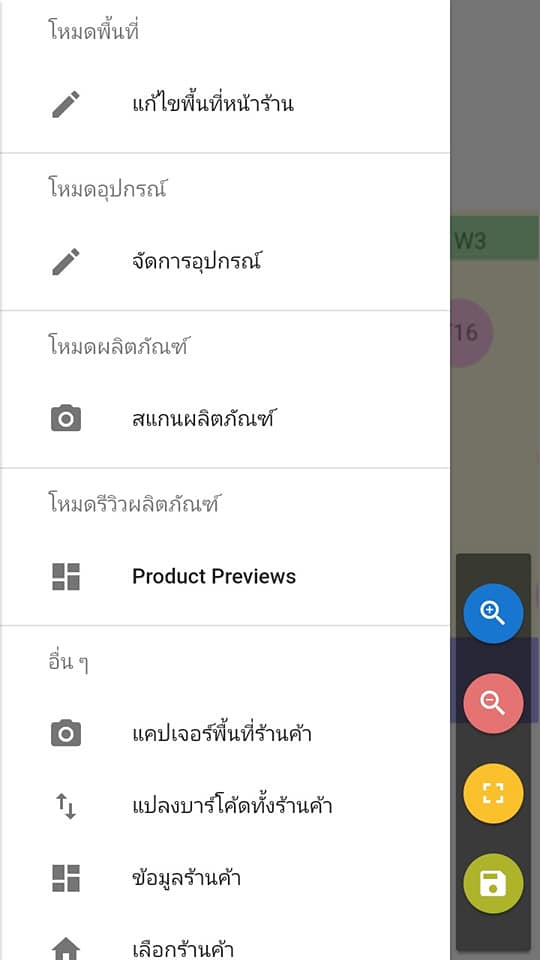 โหมดพื้นที่
แก้ไขพื้นที่หน้าร้าน
โหมดอุปกรณ์
จัดการอุปกรณ์
W3
โหมดผลิตภัณฑ์
16
สแกนผลิตภัณฑ์
โหมดรีวิวผลิตภัณฑ์
Product Previews
อื่น ๆ
แคปเจอร์พื้นที่ร้านค้า
แปลงบาร์โค้ดทั้งร้านค้า
ข้อมูลร้านค้า
เลือกร้านค้า